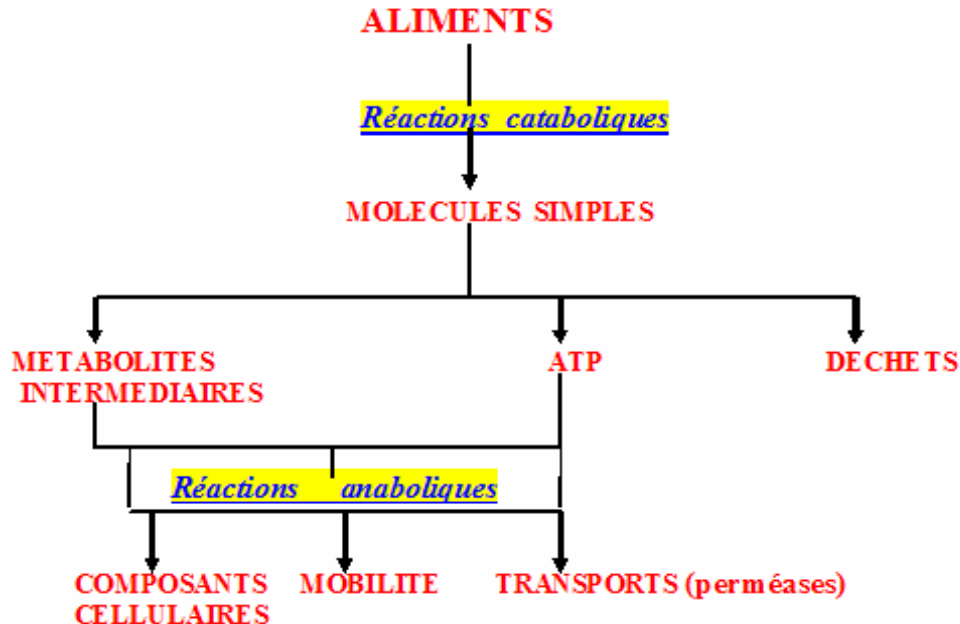 ALIMENTS
Réactions cataboliques
MOLECULES SIMPLES
METABOLITES
INTERMEDIAIRES
ATP
DECHETS
Réactions anaboliques
COMPOSANTS
CELLULAIRES
MOBILITE
TRANSPORTS (perméases)